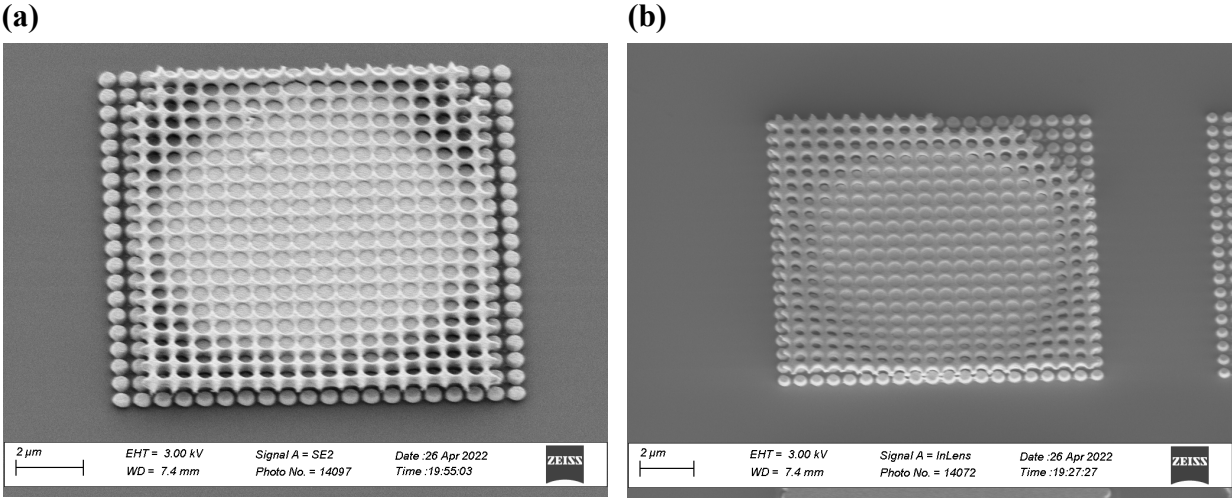 (a)
(b)
2 µm
EHT = 3.00 kV
Signal A = SE2
Date :26 Apr 2022
WD = 7.4 mm
Photo No. = 14097
Time :19:55:03
ZEISS
2 µm
EHT = 3.00 kV
Signal A = InLens
Date :26 Apr 2022
WD = 7.4 mm
Photo No. = 14072
Time :19:27:27
ZEISS